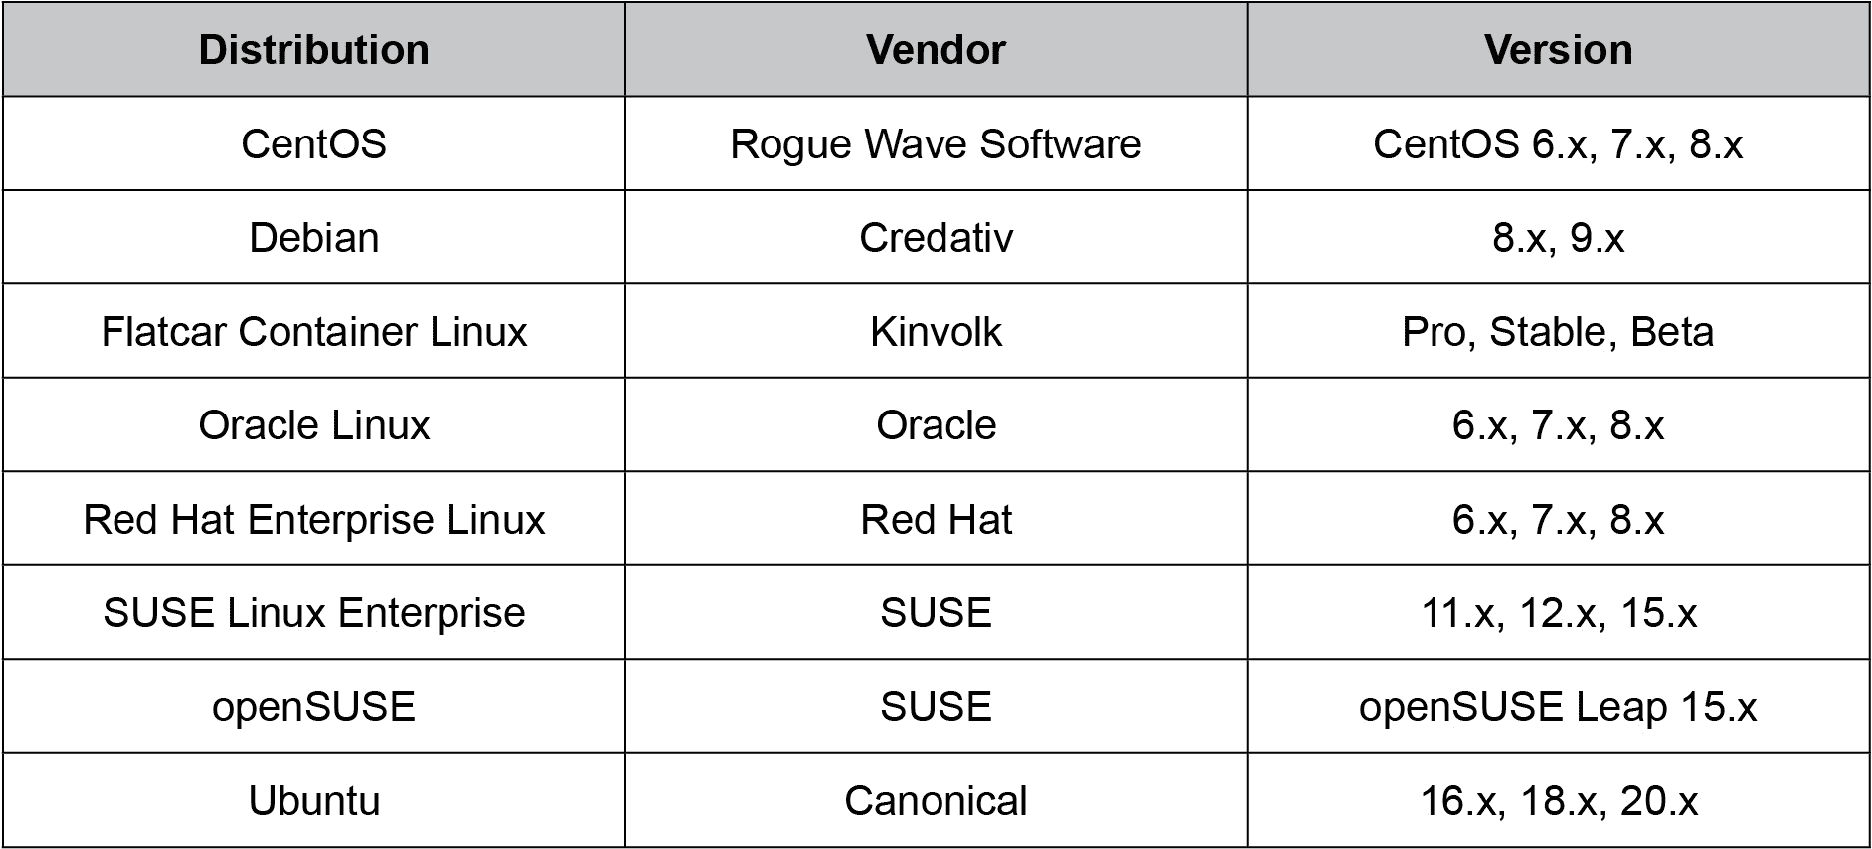 Distribution Vendor Version
CentOS Rogue Wave Software CentOS 6.x, 7.x, 8.x
Debian Credativ 8.x, 9.x
Flatcar Container Linux Kinvolk Pro, Stable, Beta
Oracle Linux Oracle 6.x, 7.x, 8.x
Red Hat Enterprise Linux Red Hat 6.x, 7.x, 8.x
SUSE Linux Enterprise SUSE 11.x, 12.x, 15.x
openSUSE SUSE openSUSE Leap 15.x
Ubuntu Canonical 16.x, 18.x, 20.x